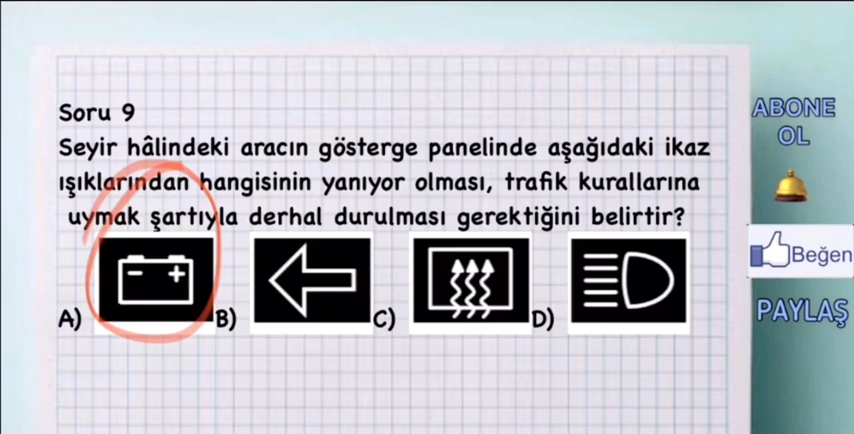 Soru 9
Seyir hâlindeki aracın gösterge panelinde aşağıdaki ikaz
ışıklarından hangisinin yanıyor olması, trafik kurallarına
uymak şartıyla derhal durulması gerektiğini belirtir?
A) B) C) D)
ABONE
OL
Beğen
PAYLAŞ